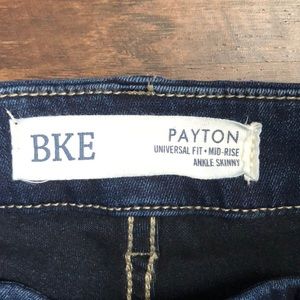 BKE
PAYTON
UNIVERSAL FIT • MID-RISE
ANKLE SKINNY